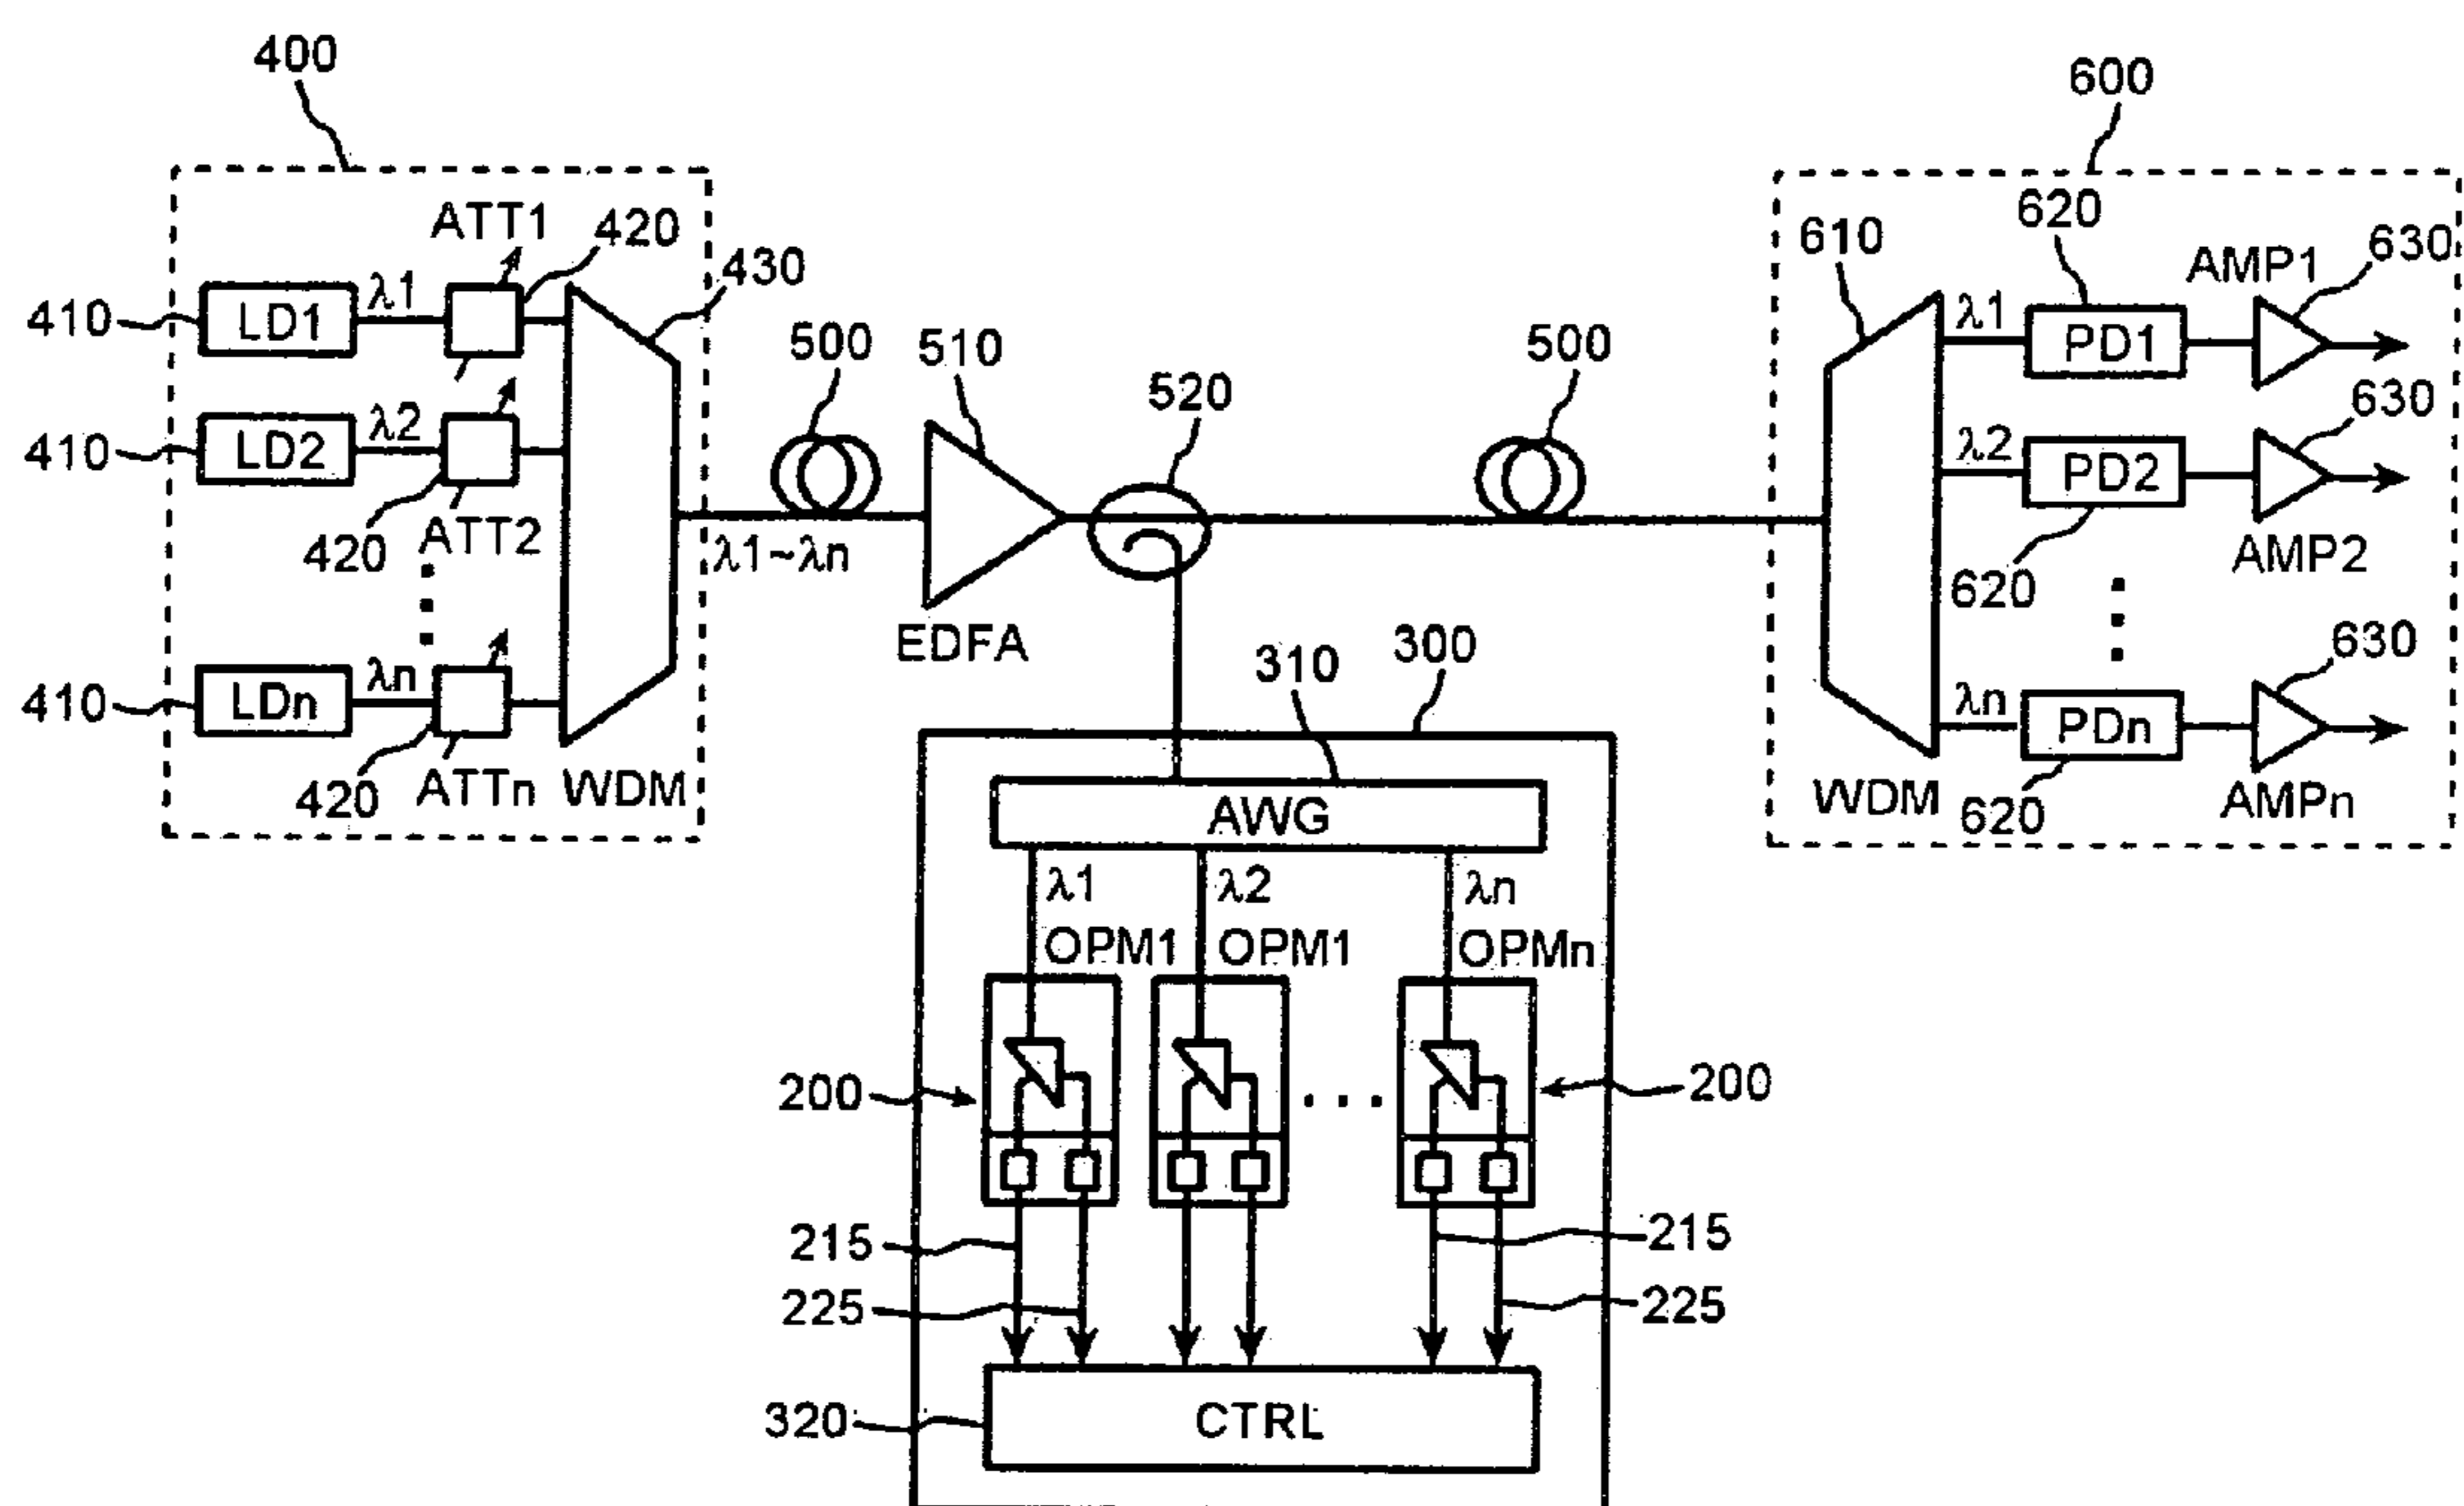 400
600
ATT1
420
430
610
620
AMP1
630
410
LD1
λ1
500
510
520
500
λ1
PD1
630
410
LD2
λ2
λ2
PD2
420
ATT2
λ1~λn
EDFA
620
AMP2
410
LDn
λn
310
300
λn
PDn
630
420
ATTn
WDM
WDM
620
AMPn
AWG
λ1
λ2
λn
OPM1
OPM1
OPMn
200
200
215
215
225
225
320
CTRL